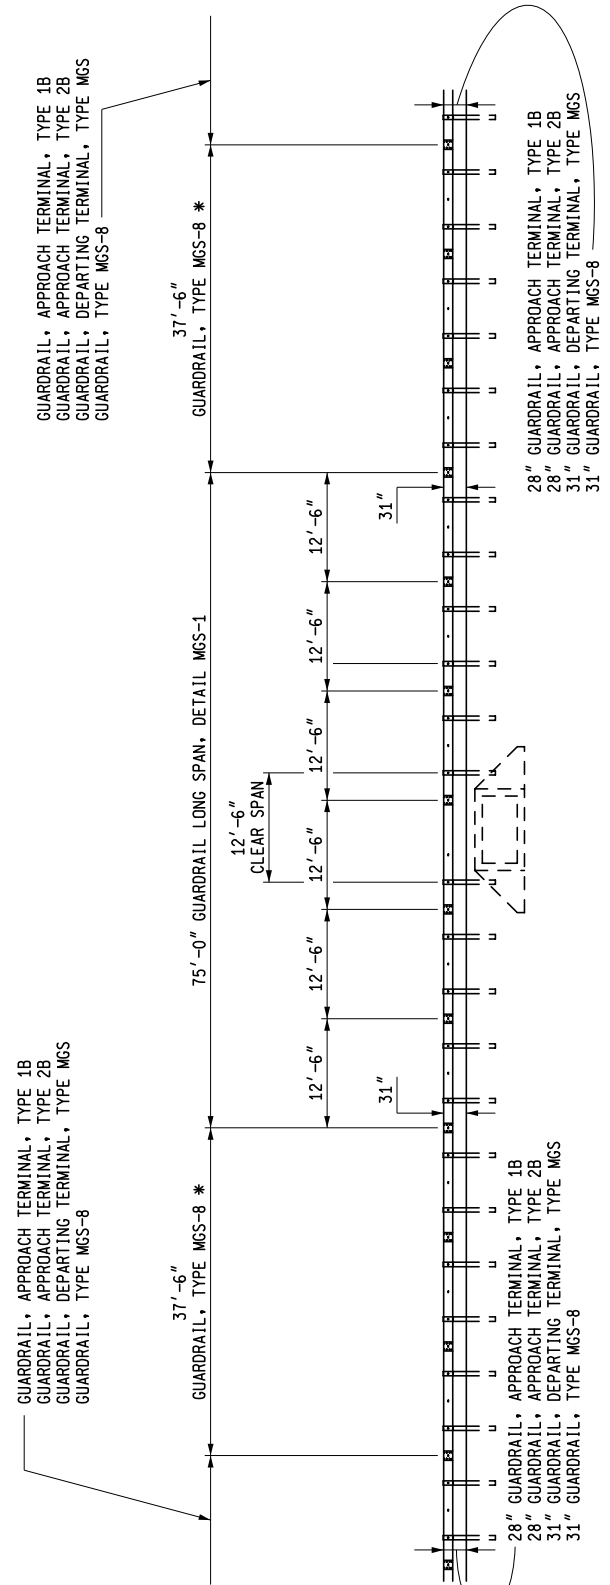 GUARDRAIL, APPROACH TERMINAL, TYPE 1B
GUARDRAIL, APPROACH TERMINAL, TYPE 2B
GUARDRAIL, DEPARTING TERMINAL, TYPE MGS
GUARDRAIL, TYPE MGS-8
37'-6"
GUARDRAIL, TYPE MGS-8 *
75'-0" GUARDRAIL LONG SPAN, DETAIL MGS-1
37'-6"
GUARDRAIL, TYPE MGS-8 *
GUARDRAIL, APPROACH TERMINAL, TYPE 1B
GUARDRAIL, APPROACH TERMINAL, TYPE 2B
GUARDRAIL, DEPARTING TERMINAL, TYPE MGS
GUARDRAIL, TYPE MGS-8
12'-6"
CLEAR SPAN
12'-6"
12'-6"
12'-6"
12'-6"
12'-6"
12'-6"
31"
31"
28" GUARDRAIL, APPROACH TERMINAL, TYPE 1B
28" GUARDRAIL, APPROACH TERMINAL, TYPE 2B
31" GUARDRAIL, DEPARTING TERMINAL, TYPE MGS
31" GUARDRAIL, TYPE MGS-8
28" GUARDRAIL, APPROACH TERMINAL, TYPE 1B
28" GUARDRAIL, APPROACH TERMINAL, TYPE 2B
31" GUARDRAIL, DEPARTING TERMINAL, TYPE MGS
31" GUARDRAIL, TYPE MGS-8